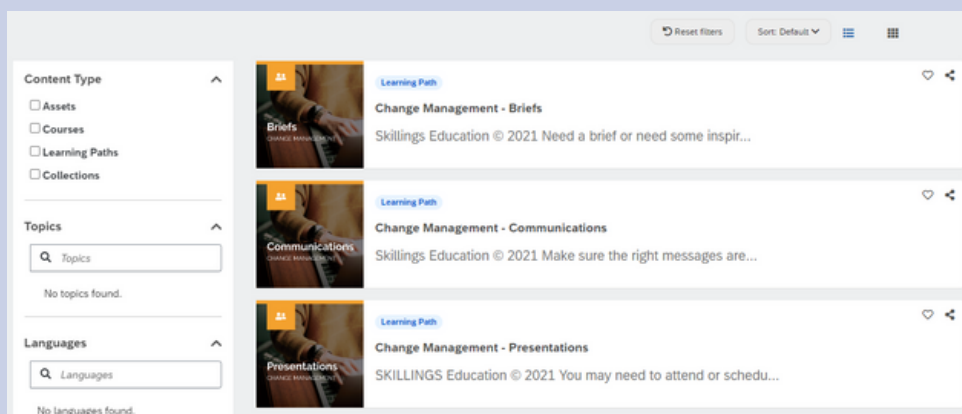 Reset filters
Sort: Default
Content Type
Assets
Courses
Learning Paths
Collections
Topics
Topics
No topics found.
Languages
Languages
No languages found.
Briefs
CHANGE MANAGEMENT
Learning Path
Change Management - Briefs
Skillings Education © 2021 Need a brief or need some inspir...
Communications
CHANGE MANAGEMENT
Learning Path
Change Management - Communications
Skillings Education © 2021 Make sure the right messages are...
Presentations
CHANGE MANAGEMENT
Learning Path
Change Management - Presentations
SKILLINGS Education © 2021 You may need to attend or schedu...